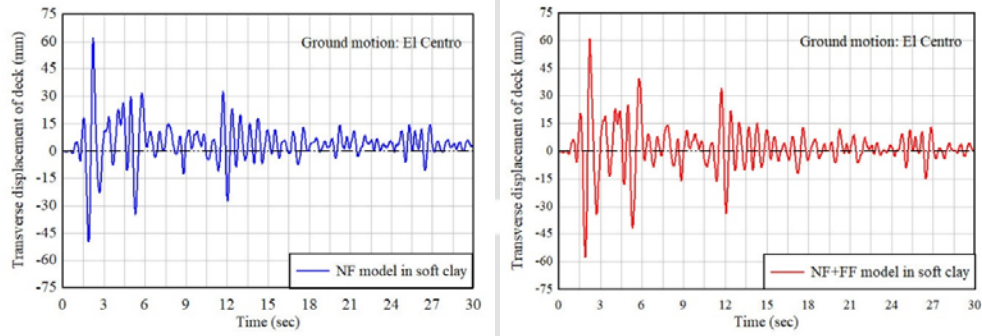 75
60
45
30
15
0
-15
-30
-45
-60
-75
Transverse displacement of deck (mm)
Ground motion: El Centro
NF model in soft clay
0 3 6 9 12 15 18 21 24 27 30
Time (sec)
75
60
45
30
15
0
-15
-30
-45
-60
-75
Transverse displacement of deck (mm)
Ground motion: El Centro
NF+FF model in soft clay
0 3 6 9 12 15 18 21 24 27 30
Time (sec)